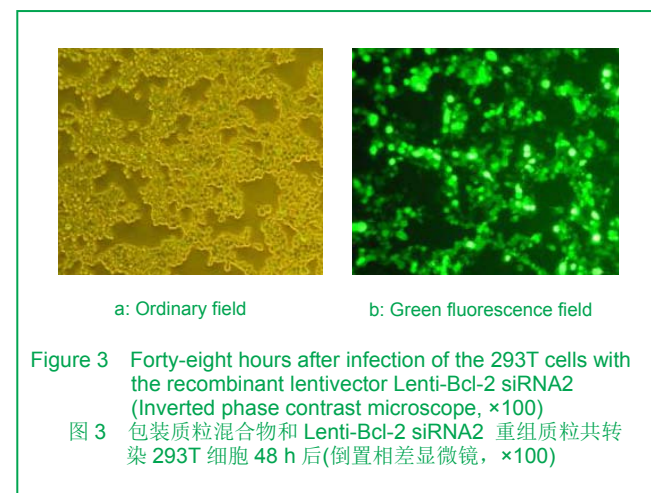 a: Ordinary field
b: Green fluorescence field
Figure 3 Forty-eight hours after infection of the 293T cells with
the recombinant lentivector Lenti-Bcl-2 siRNA2
(Inverted phase contrast microscope, ×100)
图 3 包装质粒混合物和 Lenti-Bcl-2 siRNA2 重组质粒共转
染 293T 细胞 48 h 后(倒置相差显微镜，×100)